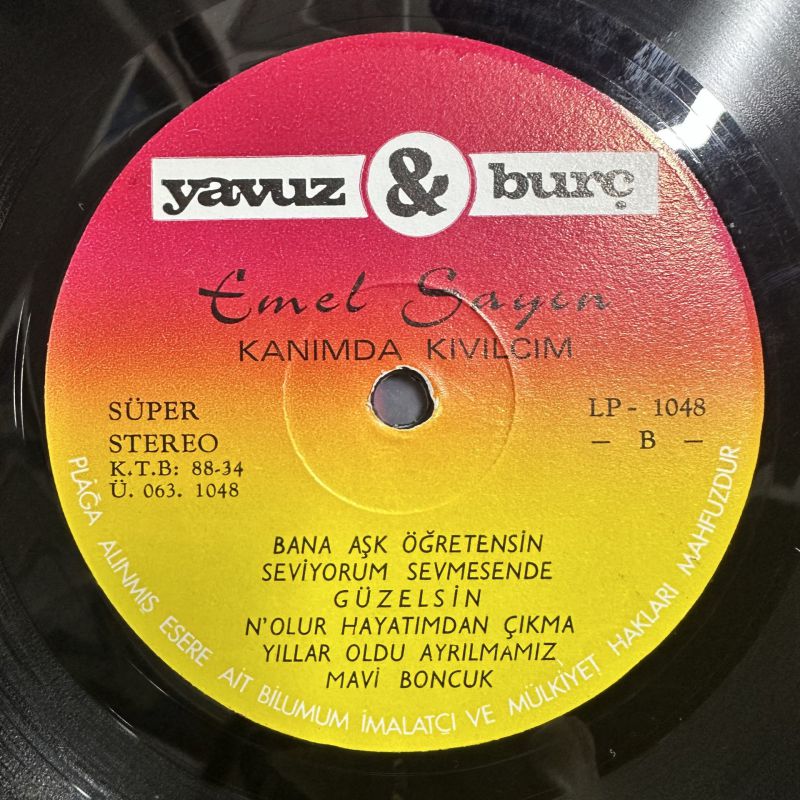 yavuz & burç
Emel Sayın
KANIMDA KIVILCIM
SÜPER
STEREO
K.T.B: 88-34
Ü. 063. 1048
LP - 1048
- B -
BANA AŞK ÖĞRETENSİN
SEVİYORUM SEVMESENDE
GÜZELSİN
N'OLUR HAYATIMDAN ÇIKMA
YILLAR OLDU AYRILMAMIZ
MAVİ BONCUK
PLÂĞA ALINMIŞ ESERE AİT BİLUMUM İMALATÇI VE MÜLKİYET HAKLARI MAHFUZDUR